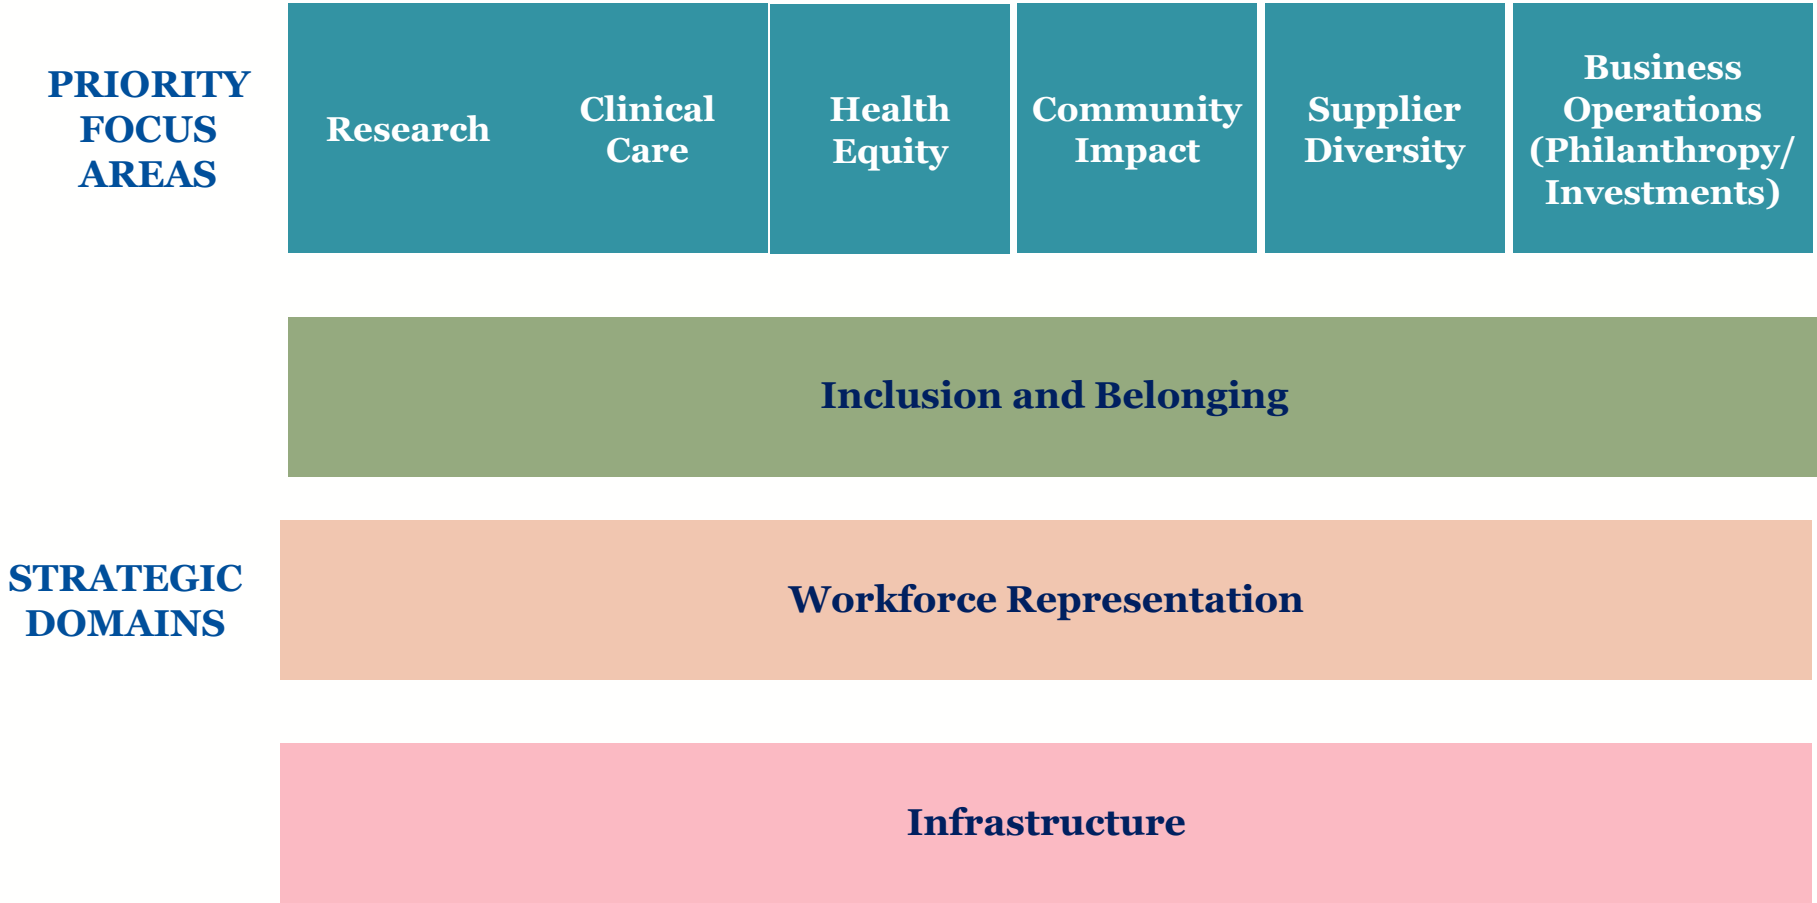 PRIORITY
FOCUS
AREAS
Research
Clinical
Care
Health
Equity
Community
Impact
Supplier
Diversity
Business
Operations
(Philanthropy/
Investments)
Inclusion and Belonging
STRATEGIC
DOMAINS
Workforce Representation
Infrastructure